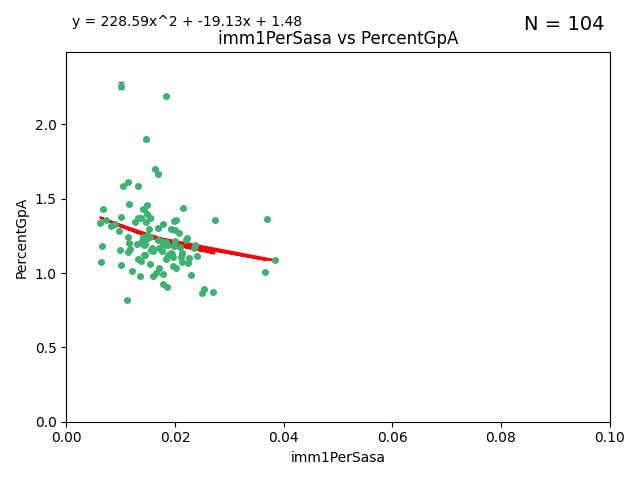 y = 228.59x^2 + -19.13x + 1.48
N = 104
imm1PerSasa vs PercentGpA
PercentGpA
2.0
1.5
1.0
0.5
0.0
0.00 0.02 0.04 0.06 0.08 0.10
imm1PerSasa